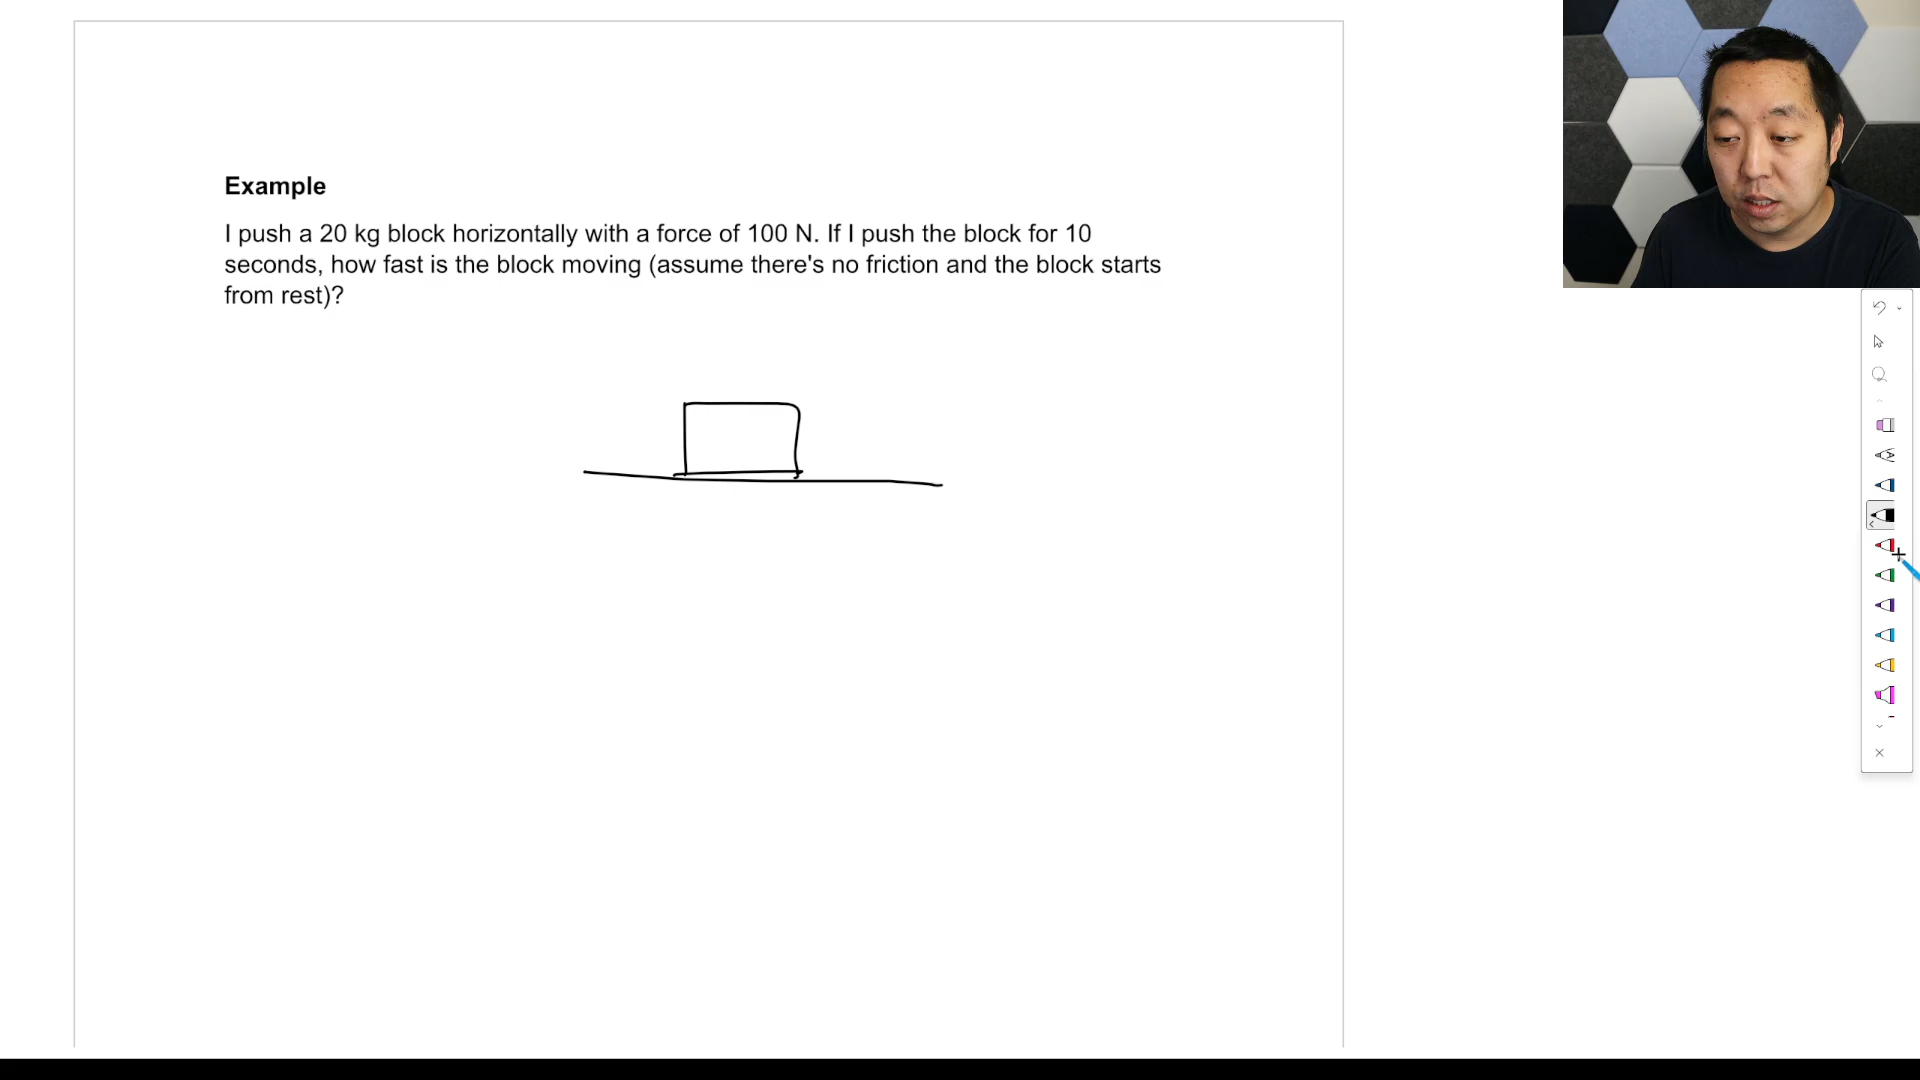 Example
I push a 20 kg block horizontally with a force of 100 N. If I push the block for 10
seconds, how fast is the block moving (assume there's no friction and the block starts
from rest)?